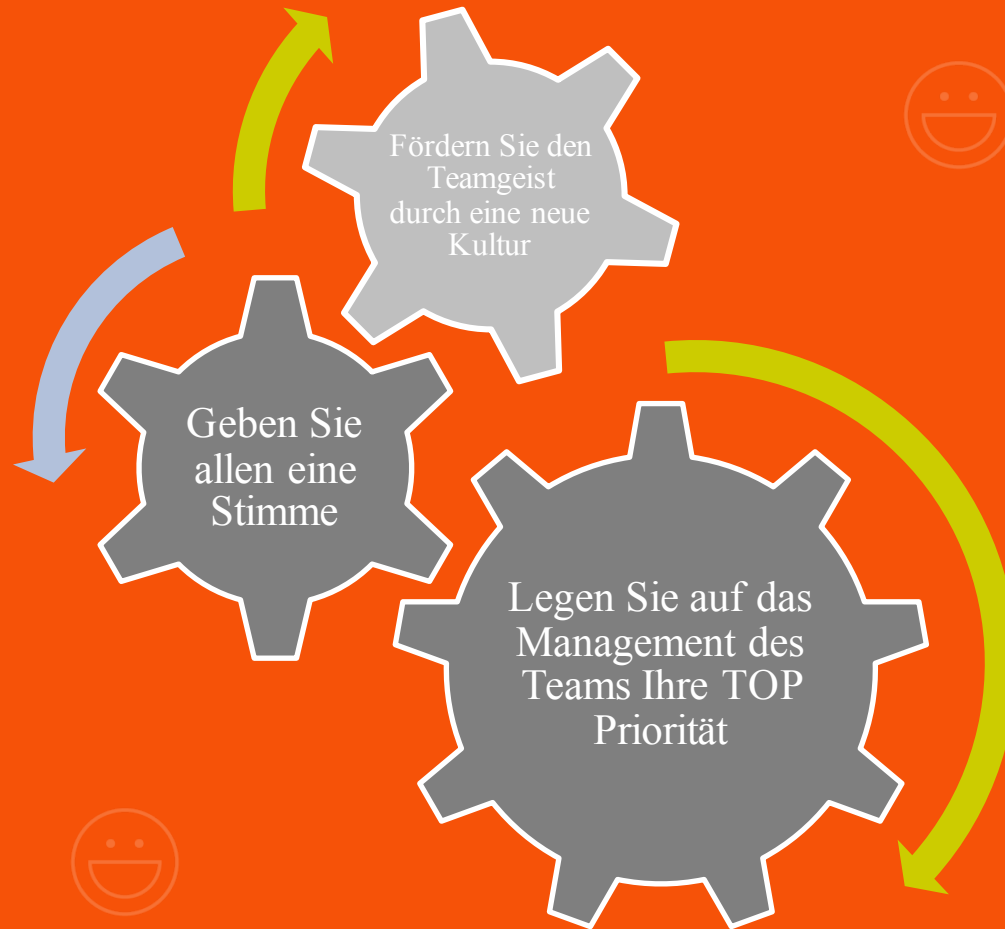 Fördern Sie den
Teamgeist
durch eine neue
Kultur
Geben Sie
allen eine
Stimme
Legen Sie auf das
Management des
Teams Ihre TOP
Priorität